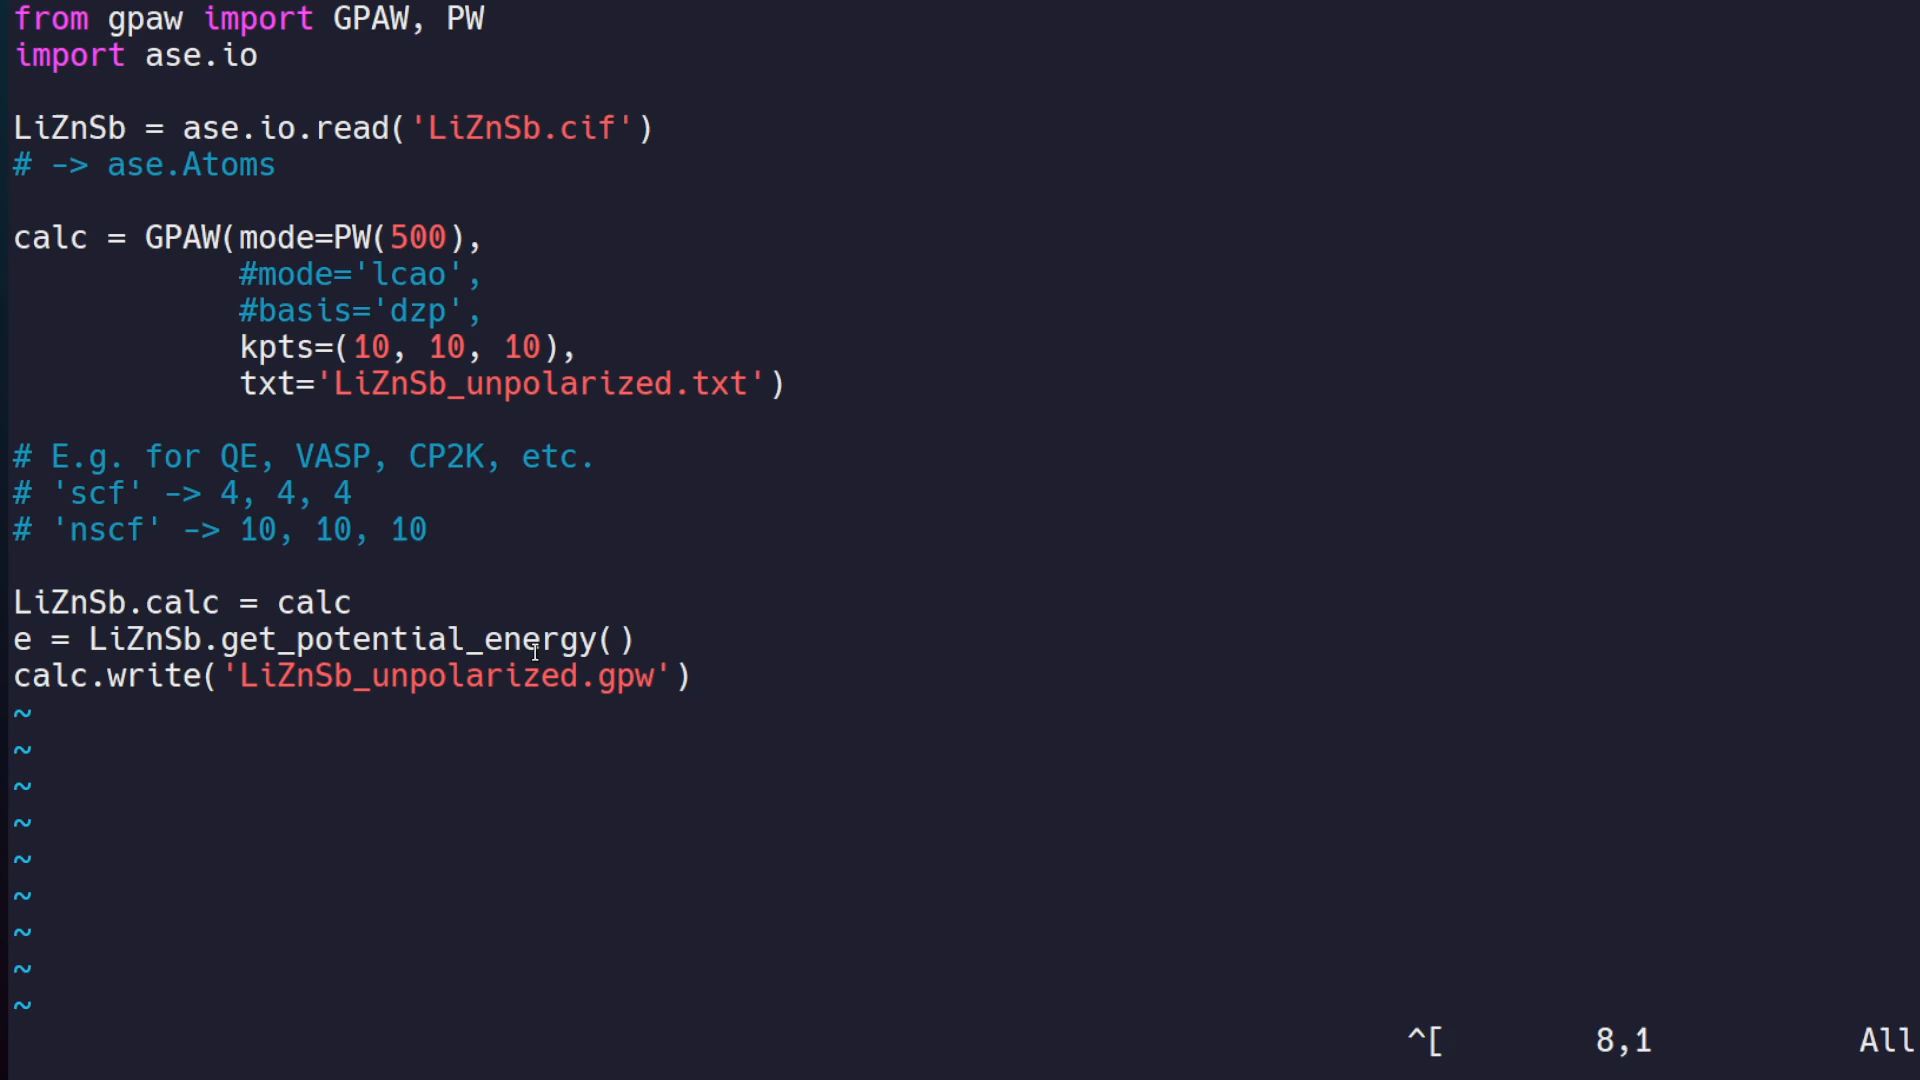 from gpaw import GPAW, PW
import ase.io
LiZnSb = ase.io.read('LiZnSb.cif')
# -> ase.Atoms
calc = GPAW(mode=PW(500),
#mode='lcao',
#basis='dzp',
kpts=(10, 10, 10),
txt='LiZnSb_unpolarized.txt')
# E.g. for QE, VASP, CP2K, etc.
# 'scf' -> 4, 4, 4
# 'nscf' -> 10, 10, 10
LiZnSb.calc = calc
e = LiZnSb.get_potential_energy()
calc.write('LiZnSb_unpolarized.gpw')
~
~
~
~
~
~
~
~
~
^[ 8,1 All